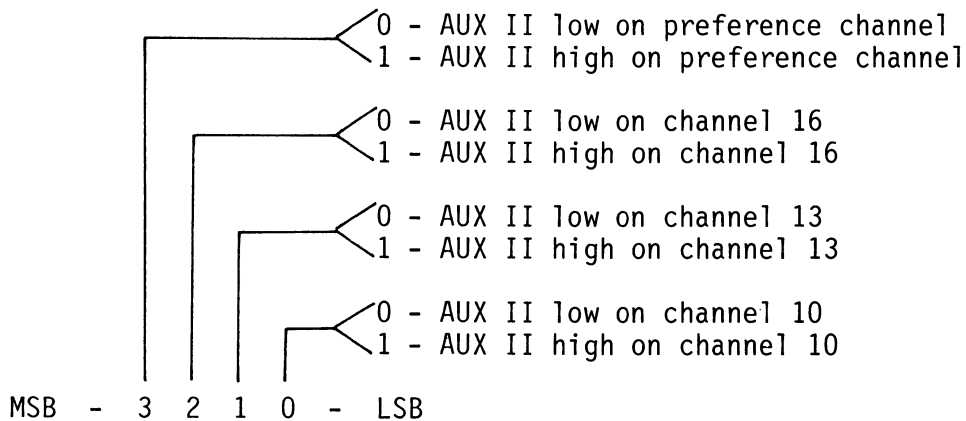 0 - AUX II low on preference channel
1 - AUX II high on preference channel
0 - AUX II low on channel 16
1 - AUX II high on channel 16
0 - AUX II low on channel 13
1 - AUX II high on channel 13
0 - AUX II low on channel 10
1 - AUX II high on channel 10
MSB - 3 2 1 0 - LSB